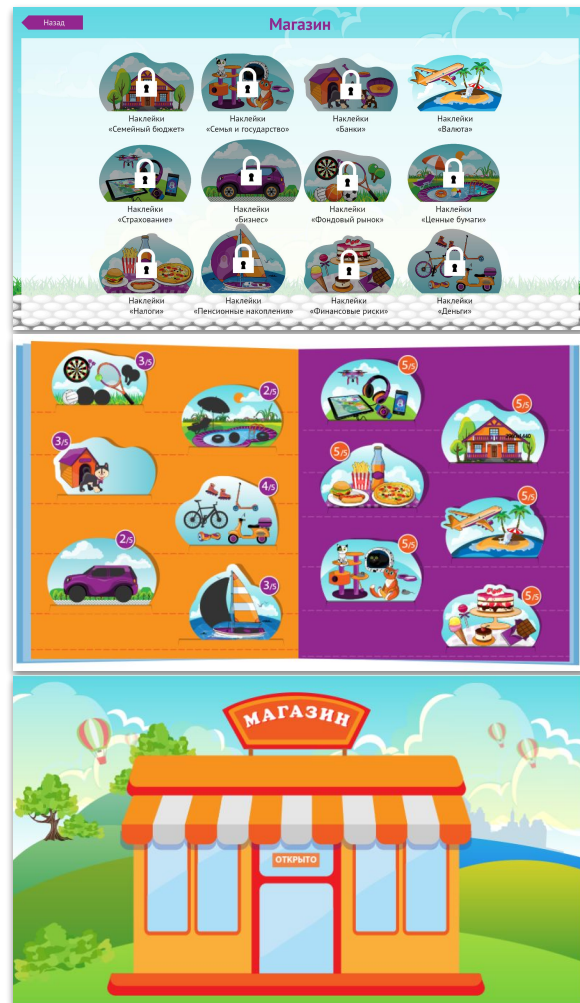 Назад
Магазин
Наклейки
«Семейный бюджет»
Наклейки
«Семья и государство»
Наклейки
«Банки»
Наклейки
«Валюта»
Наклейки
«Страхование»
Наклейки
«Бизнес»
Наклейки
«Фондовый рынок»
Наклейки
«Ценные бумаги»
Наклейки
«Налоги»
Наклейки
«Пенсионные накопления»
Наклейки
«Финансовые риски»
Наклейки
«Деньги»
3/5
2/5
3/5
4/5
2/5
3/5
5/5
5/5
5/5
5/5
5/5
5/5
МАГАЗИН
ОТКРЫТО